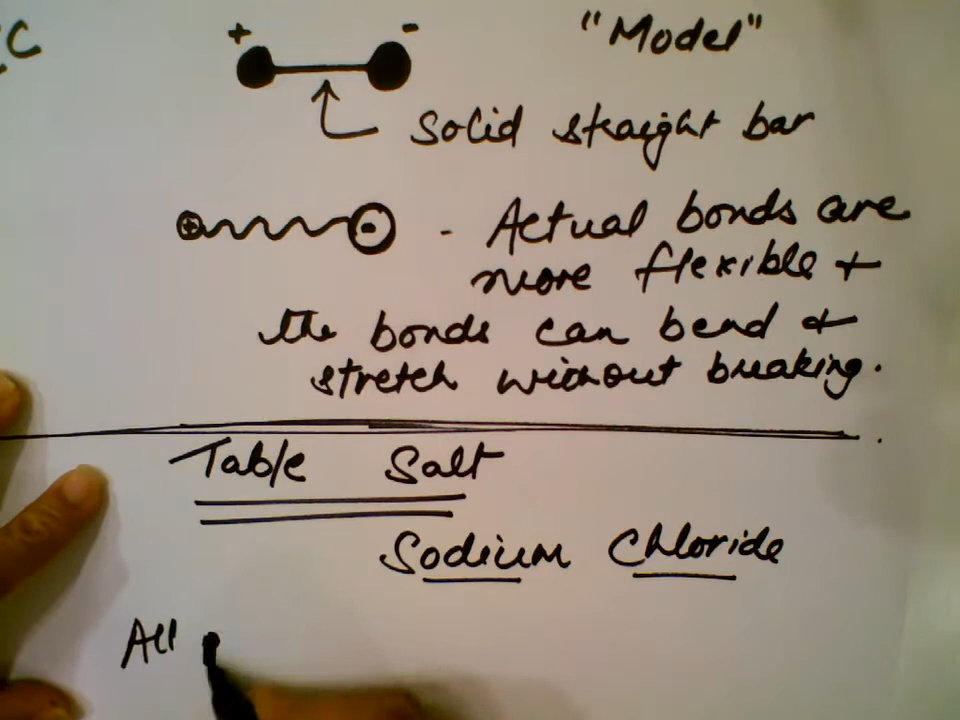 C
"Model"
+ -
solid straight bar
+ - - Actual bonds are
more flexible +
the bonds can bend +
stretch without breaking.
Table Salt
Sodium Chloride
All